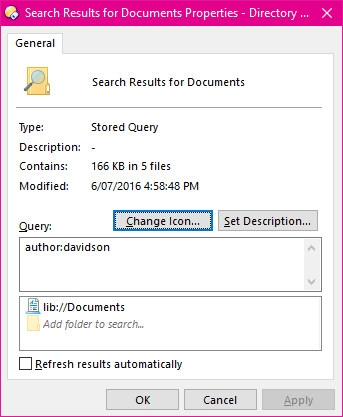 Search Results for Documents Properties - Directory ...
General
Search Results for Documents
Type: Stored Query
Description: -
Contains: 166 KB in 5 files
Modified: 6/07/2016 4:58:48 PM
Query: Change Icon... Set Description...
author:davidson
lib://Documents
Add folder to search...
Refresh results automatically
OK Cancel Apply